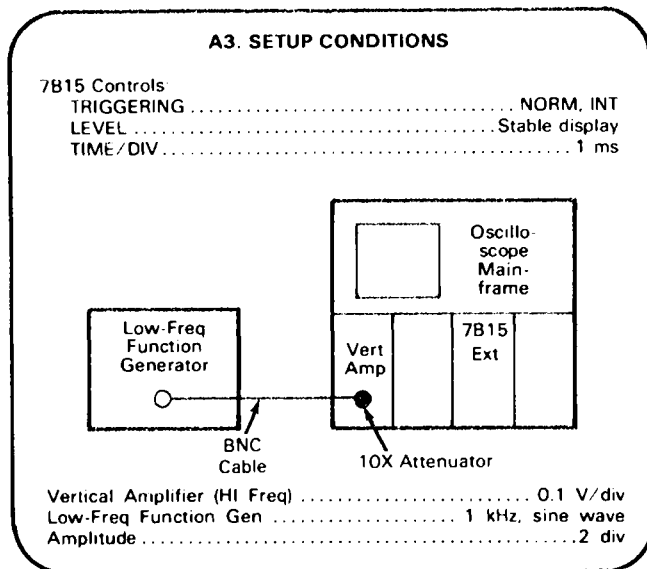 A3. SETUP CONDITIONS
7B15 Controls
TRIGGERING ........................................ NORM, INT
LEVEL ........................................ Stable display
TIME/DIV ........................................ 1 ms
Oscillo-
scope
Main-
frame
Low-Freq
Function
Generator
Vert
Amp
7B15
Ext
BNC
Cable
10X Attenuator
Vertical Amplifier (HI Freq) ........................ 0.1 V/div
Low-Freq Function Gen .................... 1 kHz, sine wave
Amplitude ........................................ 2 div